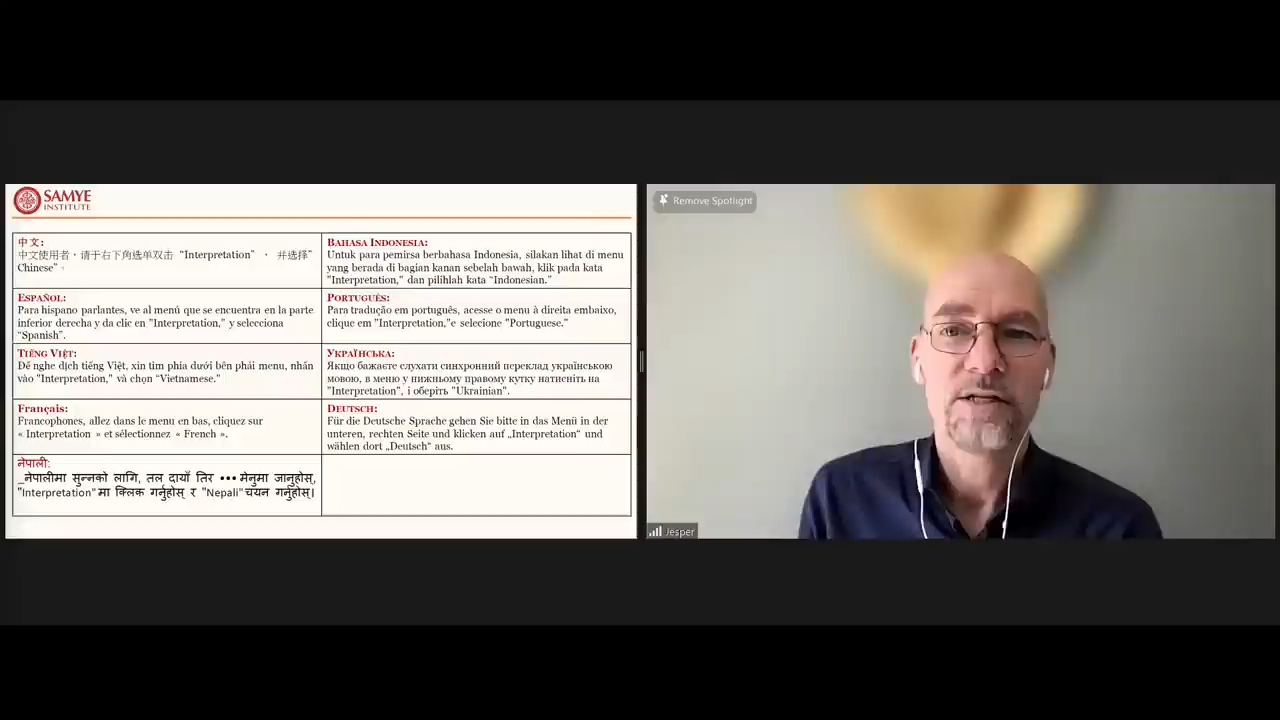 SAMYE
INSTITUTE
中文:
中文使用者，请于右下角选单双击 “Interpretation” ， 并选择”
Chinese” 。
BAHASA INDONESIA:
Untuk para pemirsa berbahasa Indonesia, silakan lihat di menu
yang berada di bagian kanan sebelah bawah, klik pada kata
"Interpretation," dan pilihlah kata “Indonesian.”
ESPAÑOL:
Para hispano parlantes, ve al menú que se encuentra en la parte
inferior derecha y da clic en "Interpretation," y selecciona
“Spanish”.
PORTUGUÊS:
Para tradução em português, acesse o menu à direita embaixo,
clique em "Interpretation,"e selecione "Portuguese."
TIẾNG VIỆT:
Để nghe dịch tiếng Việt, xin tìm phía dưới bên phải menu, nhấn
vào "Interpretation," và chọn “Vietnamese.”
УКРАЇНСЬКА:
Якщо бажаєте слухати синхронний переклад українською
мовою, в меню у нижньому правому кутку натисніть на
"Interpretation", і оберіть "Ukrainian".
Français:
Francophones, allez dans le menu en bas, cliquez sur
« Interpretation » et sélectionnez « French ».
DEUTSCH:
Für die Deutsche Sprache gehen Sie bitte in das Menü in der
unteren, rechten Seite und klicken auf „Interpretation“ und
wählen dort „Deutsch“ aus.
नेपाली:
_नेपालीमा सुन्नको लागि, तल दायाँ तिर ••• मेनुमा जानुहोस्,
"Interpretation" मा क्लिक गर्नुहोस् र "Nepali" चयन गर्नुहोस्।
Remove Spotlight
Jesper